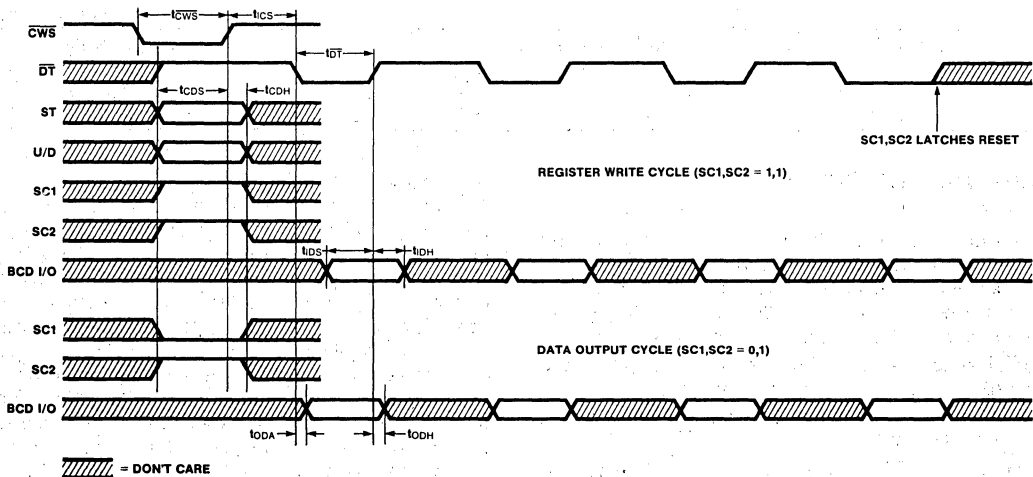 tCWS
tICS
CWS
tDT
DT
tCDS
tCDH
ST
SC1,SC2 LATCHES RESET
U/D
REGISTER WRITE CYCLE (SC1,SC2 = 1,1)
SC1
SC2
tIDS
tIDH
BCD I/O
SC1
DATA OUTPUT CYCLE (SC1,SC2 = 0,1)
SC2
BCD I/O
tODA
tODH
= DON'T CARE